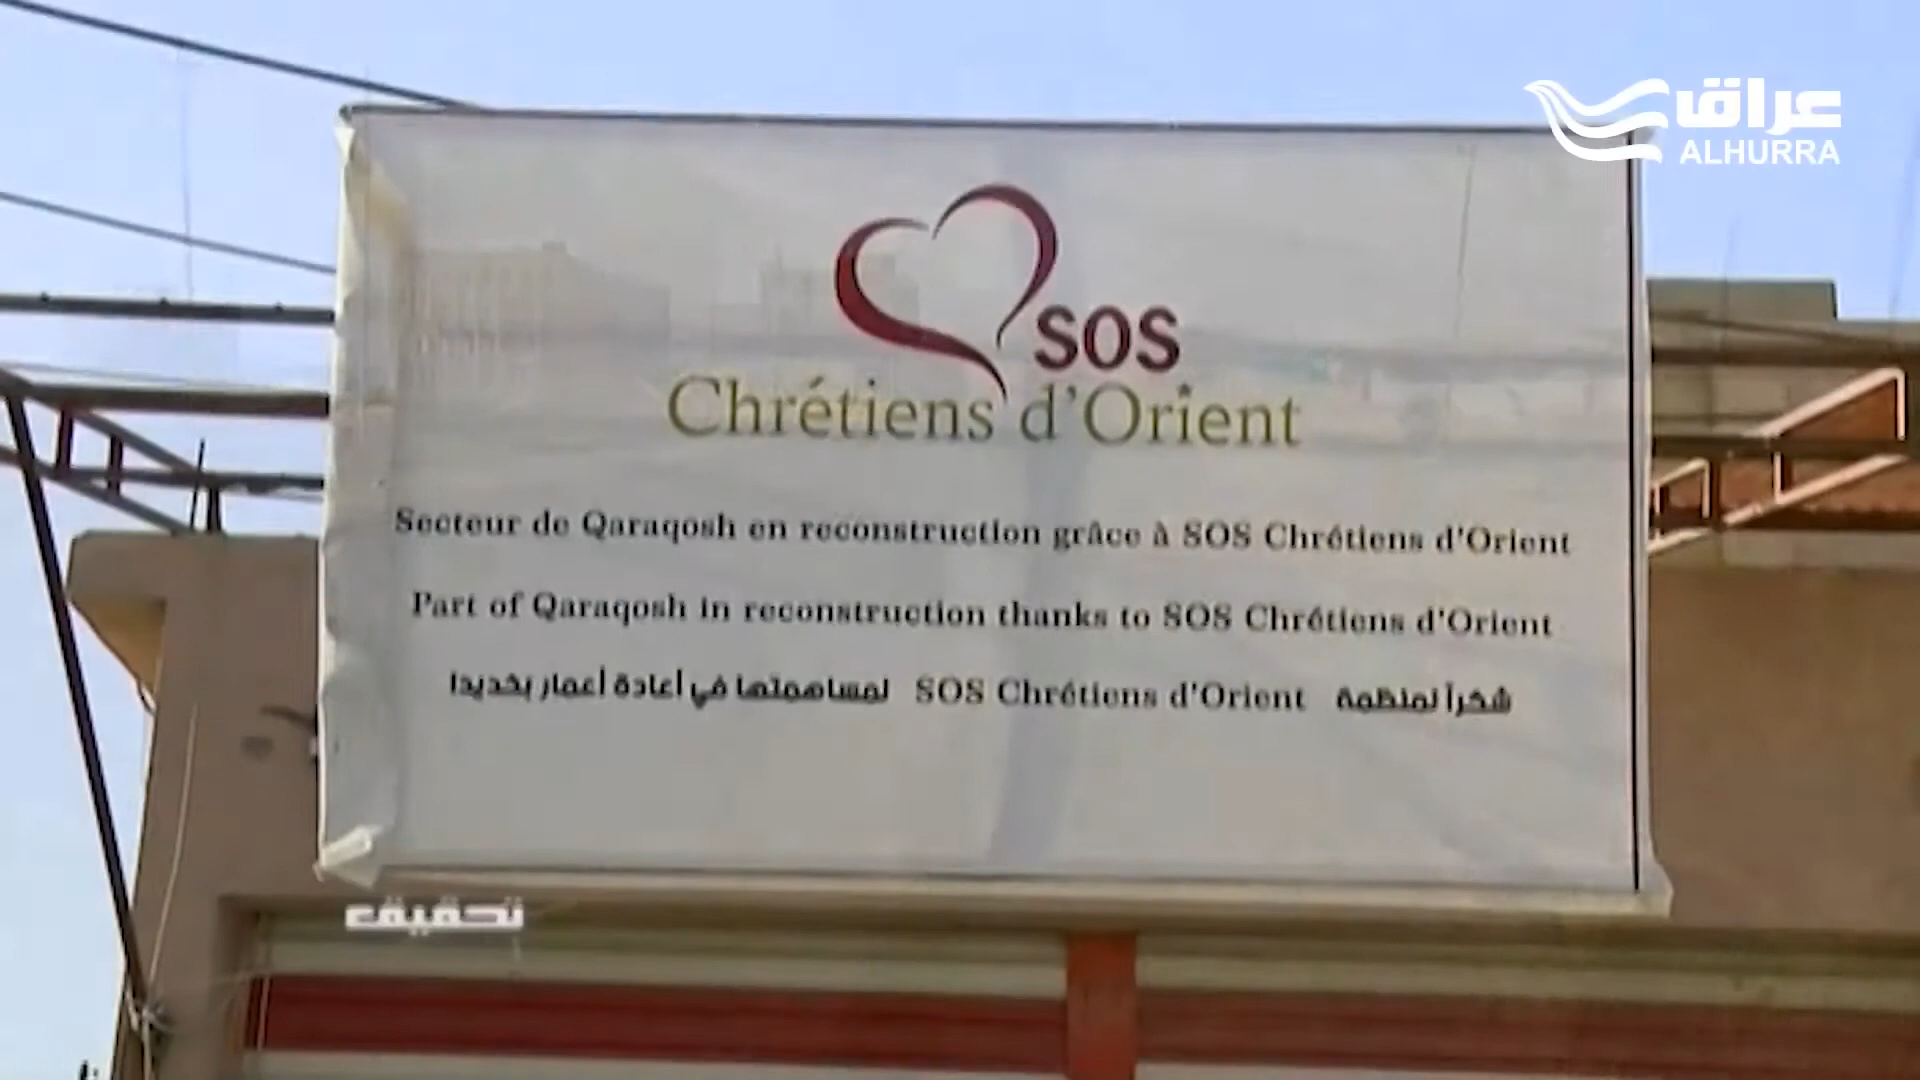 عراق
ALHURRA
SOS
Chrétiens d'Orient
Secteur de Qaraqosh en reconstruction grâce à SOS Chrétiens d'Orient
Part of Qaraqosh in reconstruction thanks to SOS Chrétiens d'Orient
شكراً لمنظمة SOS Chrétiens d'Orient لمساهمتها في أعادة أعمار بخديدا
تحقيق